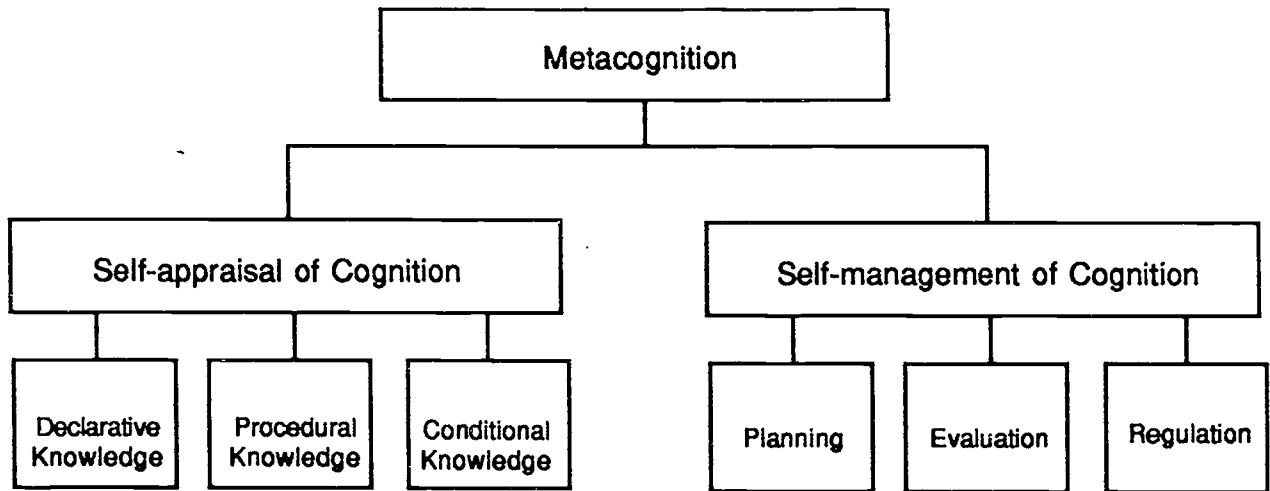 Metacognition
Self-appraisal of Cognition
Self-management of Cognition
Declarative
Knowledge
Procedural
Knowledge
Conditional
Knowledge
Planning
Evaluation
Regulation